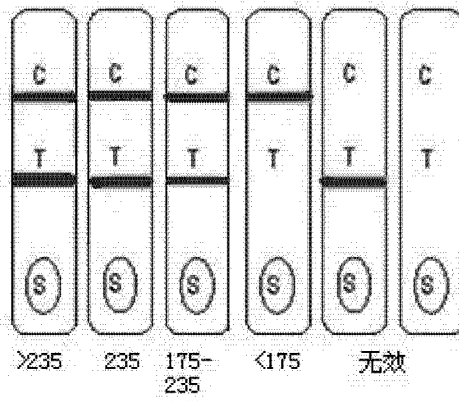 C C C C C C
T T T T T T
S S S S S S
>235 235 175-235 <175 无效